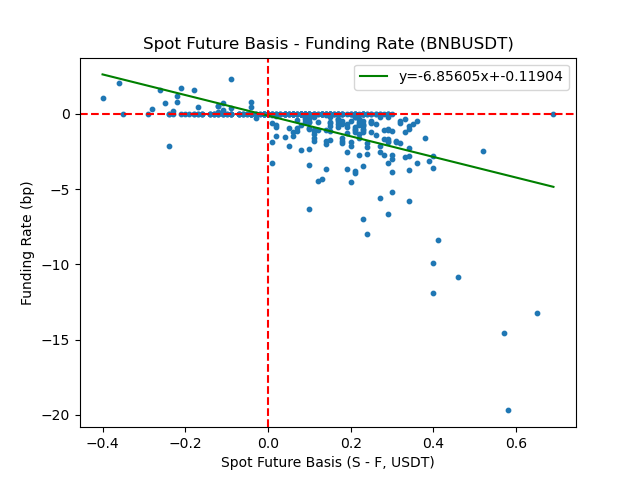 Spot Future Basis - Funding Rate (BNBUSDT)
y=-6.85605x+-0.11904
Funding Rate (bp)
0
−5
−10
−15
−20
−0.4 −0.2 0.0 0.2 0.4 0.6
Spot Future Basis (S - F, USDT)